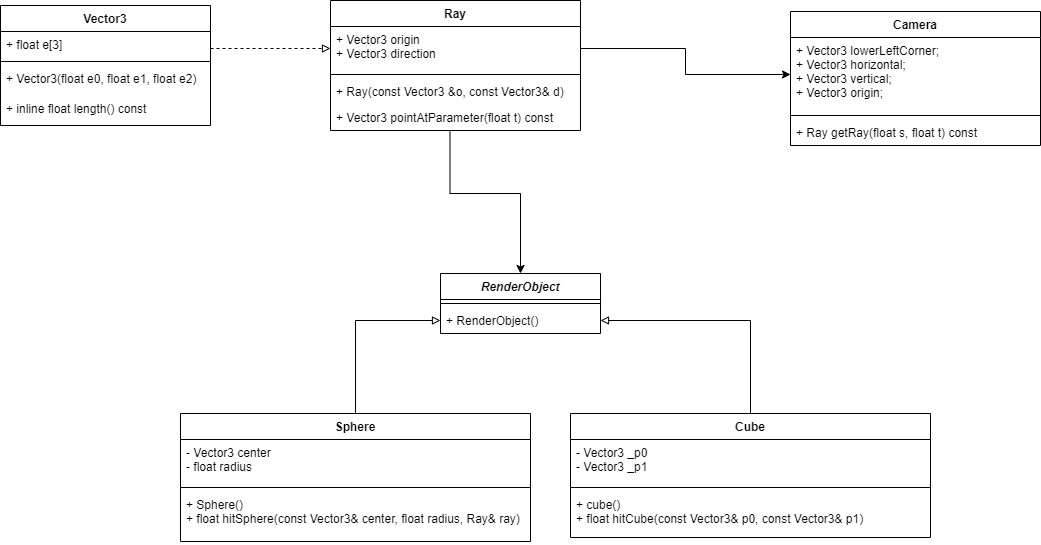 Vector3
+ float e[3]
+ Vector3(float e0, float e1, float e2)
+ inline float length() const
Ray
+ Vector3 origin
+ Vector3 direction
+ Ray(const Vector3 &o, const Vector3& d)
+ Vector3 pointAtParameter(float t) const
Camera
+ Vector3 lowerLeftCorner;
+ Vector3 horizontal;
+ Vector3 vertical;
+ Vector3 origin;
+ Ray getRay(float s, float t) const
RenderObject
+ RenderObject()
Sphere
- Vector3 center
- float radius
+ Sphere()
+ float hitSphere(const Vector3& center, float radius, Ray& ray)
Cube
- Vector3 _p0
- Vector3 _p1
+ cube()
+ float hitCube(const Vector3& p0, const Vector3& p1)